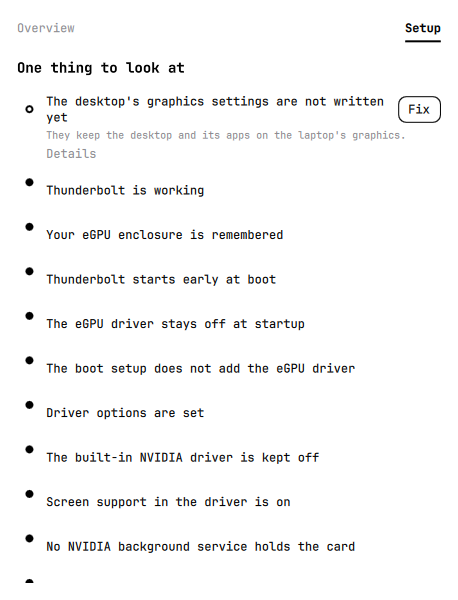 Overview
Setup
One thing to look at
The desktop's graphics settings are not written
yet
Fix
They keep the desktop and its apps on the laptop's graphics.
Details
Thunderbolt is working
Your eGPU enclosure is remembered
Thunderbolt starts early at boot
The eGPU driver stays off at startup
The boot setup does not add the eGPU driver
Driver options are set
The built-in NVIDIA driver is kept off
Screen support in the driver is on
No NVIDIA background service holds the card